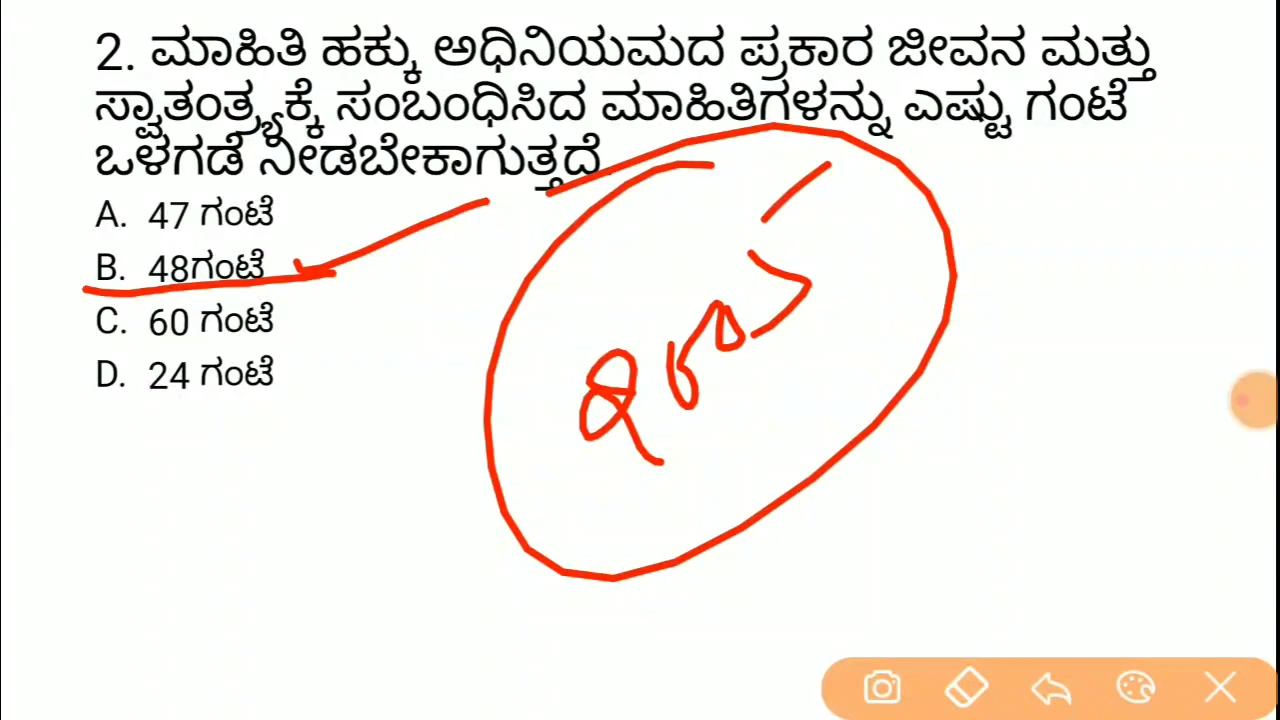 2. ಮಾಹಿತಿ ಹಕ್ಕು ಅಧಿನಿಯಮದ ಪ್ರಕಾರ ಜೀವನ ಮತ್ತು
ಸ್ವಾತಂತ್ರ್ಯಕ್ಕೆ ಸಂಬಂಧಿಸಿದ ಮಾಹಿತಿಗಳನ್ನು ಎಷ್ಟು ಗಂಟೆ
ಒಳಗಡೆ ನೀಡಬೇಕಾಗುತ್ತದೆ.
A. 47 ಗಂಟೆ
B. 48ಗಂಟೆ
C. 60 ಗಂಟೆ
D. 24 ಗಂಟೆ